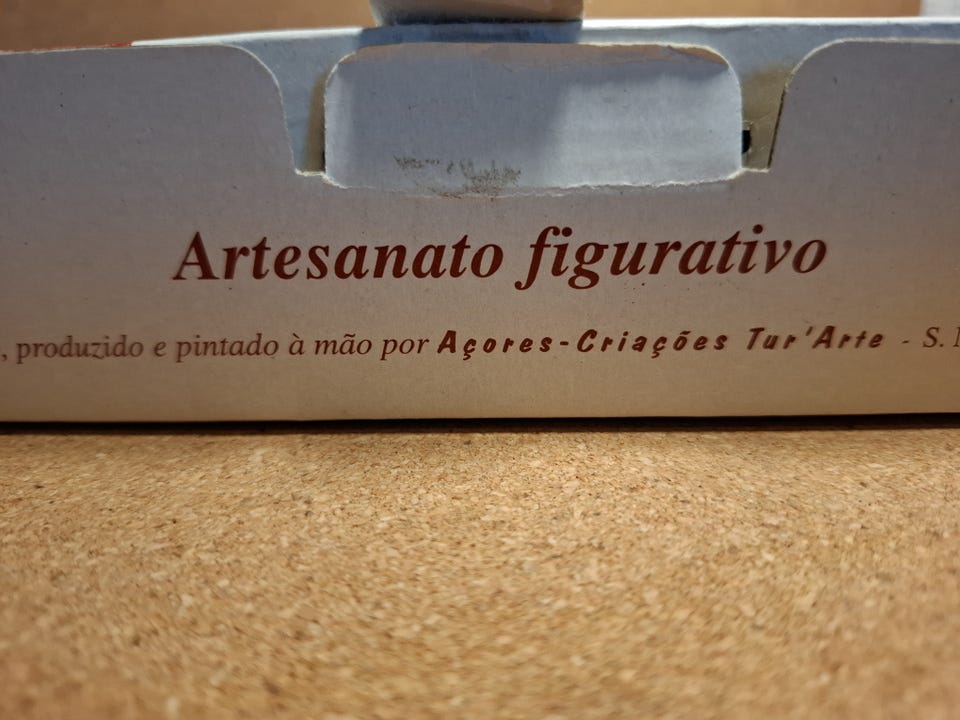 Artesanato figurativo
, produzido e pintado à mão por Açores-Criações Tur'Arte - S.